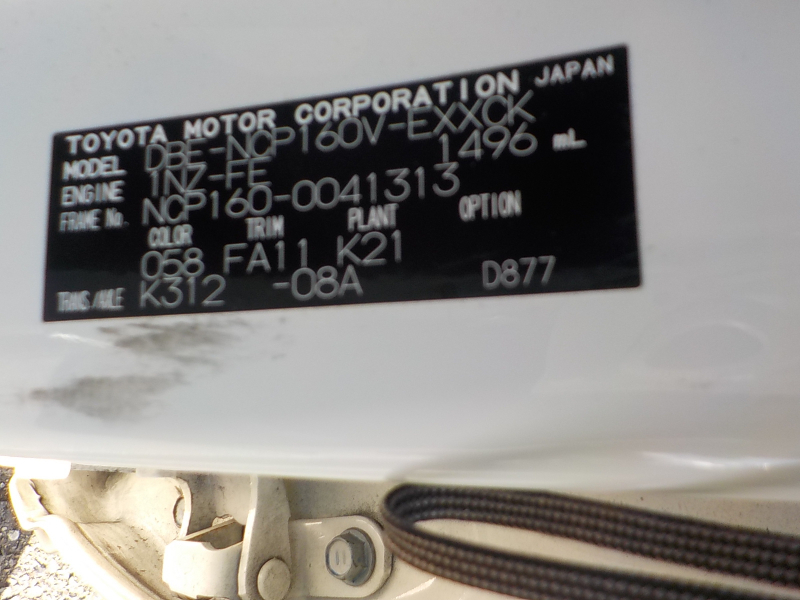 TOYOTA MOTOR CORPORATION JAPAN
MODEL DBE-NCP160V-EXXCK
ENGINE 1NZ-FE 1496 mL
FRAME No. NCP160-0041313
COLOR TRIM PLANT OPTION
058 FA11 K21
TRANS/AXLE K312 -08A D877